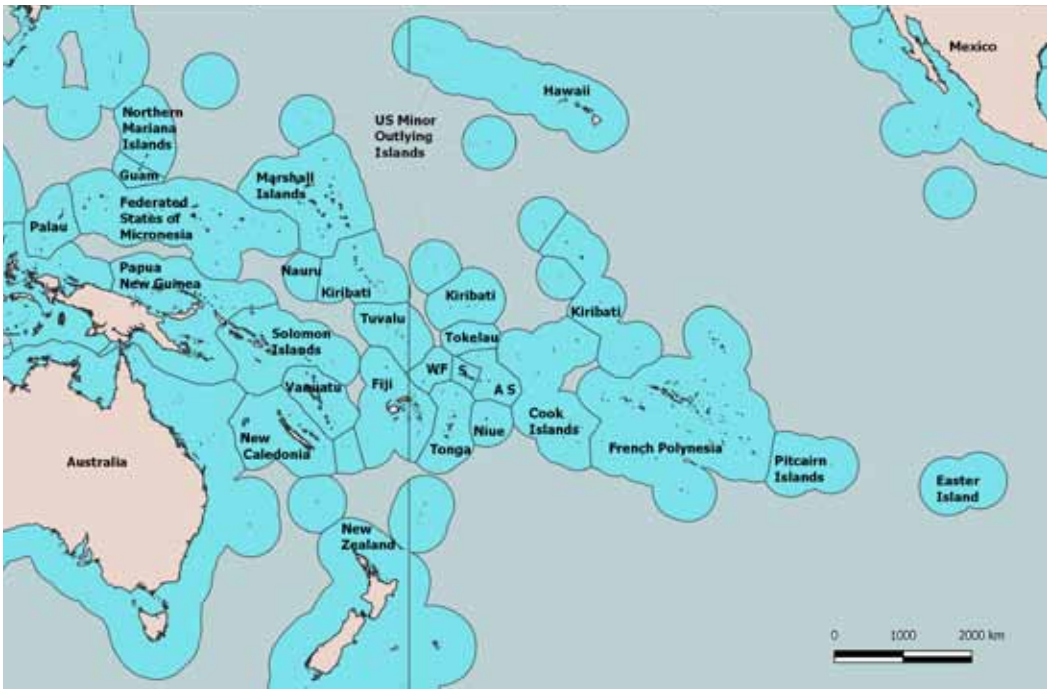 Mexico
Hawaii
Northern
Mariana
Islands
US Minor
Outlying
Islands
Guam
Marshall
Islands
Federated
States of
Micronesia
Palau
Papua
New Guinea
Nauru
Kiribati
Kiribati
Kiribati
Tuvalu
Tokelau
Solomon
Islands
WF
S
A S
Vanuatu
Fiji
Cook
Islands
New
Caledonia
Tonga
Niue
French Polynesia
Pitcairn
Islands
Australia
Easter
Island
New
Zealand
0 1000 2000 km